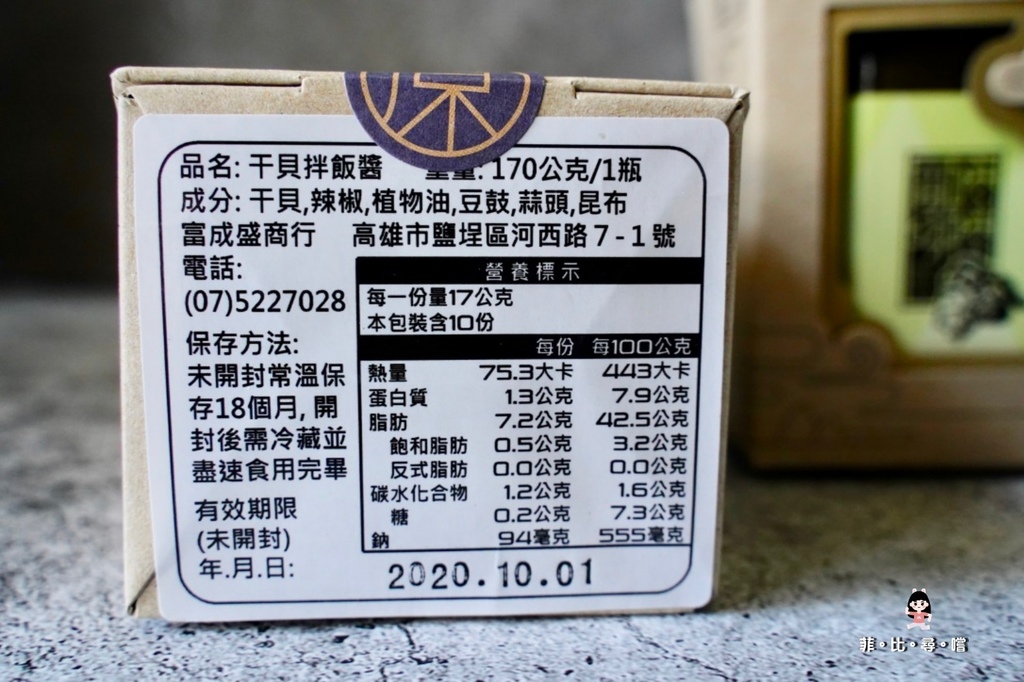 品名: 干貝拌飯醬 重量: 170公克/1瓶
成分: 干貝,辣椒,植物油,豆鼓,蒜頭,昆布
富成盛商行 高雄市鹽埕區河西路7-1號
電話:
(07)5227028
保存方法:
未開封常溫保
存18個月, 開
封後需冷藏並
盡速食用完畢
有效期限
(未開封)
年.月.日:
營養標示
每一份量17公克
本包裝含10份
每份 每100公克
熱量 75.3大卡 443大卡
蛋白質 1.3公克 7.9公克
脂肪 7.2公克 42.5公克
飽和脂肪 0.5公克 3.2公克
反式脂肪 0.0公克 0.0公克
碳水化合物 1.2公克 1.6公克
糖 0.2公克 7.3公克
鈉 94毫克 555毫克
2020.10.01
菲·比·尋·嚐